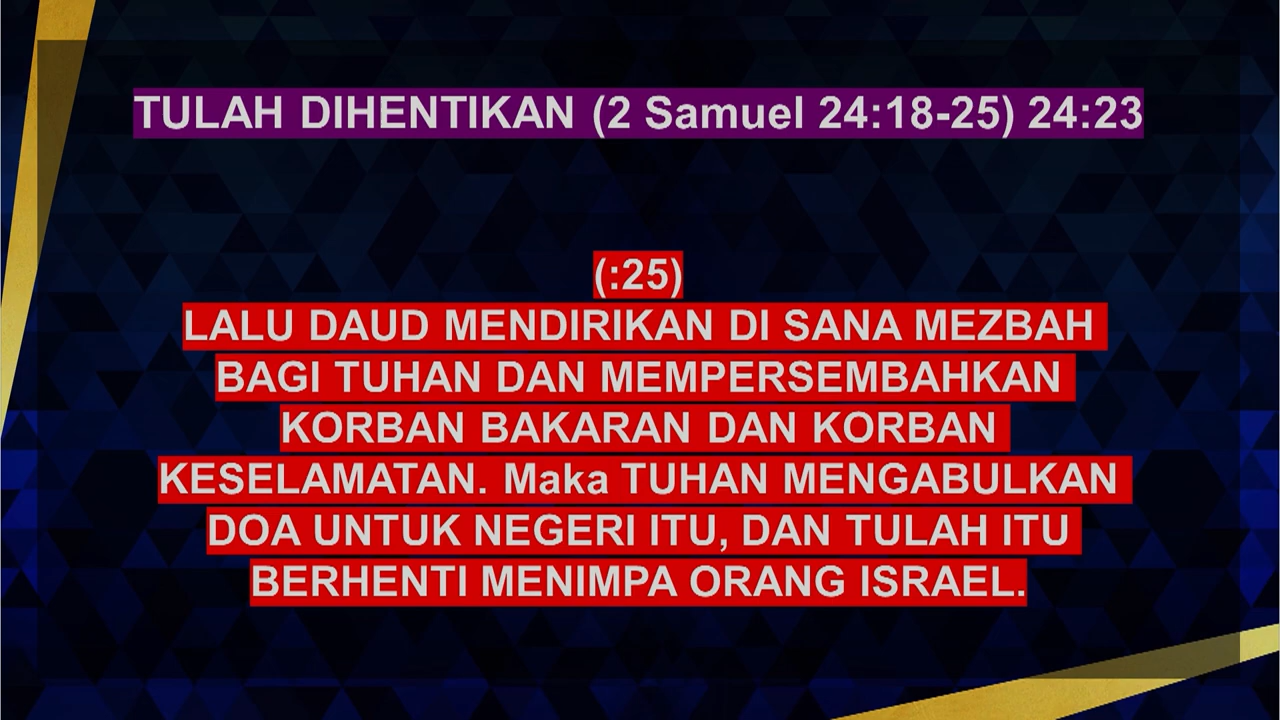 TULAH DIHENTIKAN (2 Samuel 24:18-25) 24:23
(:25)
LALU DAUD MENDIRIKAN DI SANA MEZBAH
BAGI TUHAN DAN MEMPERSEMBAHKAN
KORBAN BAKARAN DAN KORBAN
KESELAMATAN. Maka TUHAN MENGABULKAN
DOA UNTUK NEGERI ITU, DAN TULAH ITU
BERHENTI MENIMPA ORANG ISRAEL.